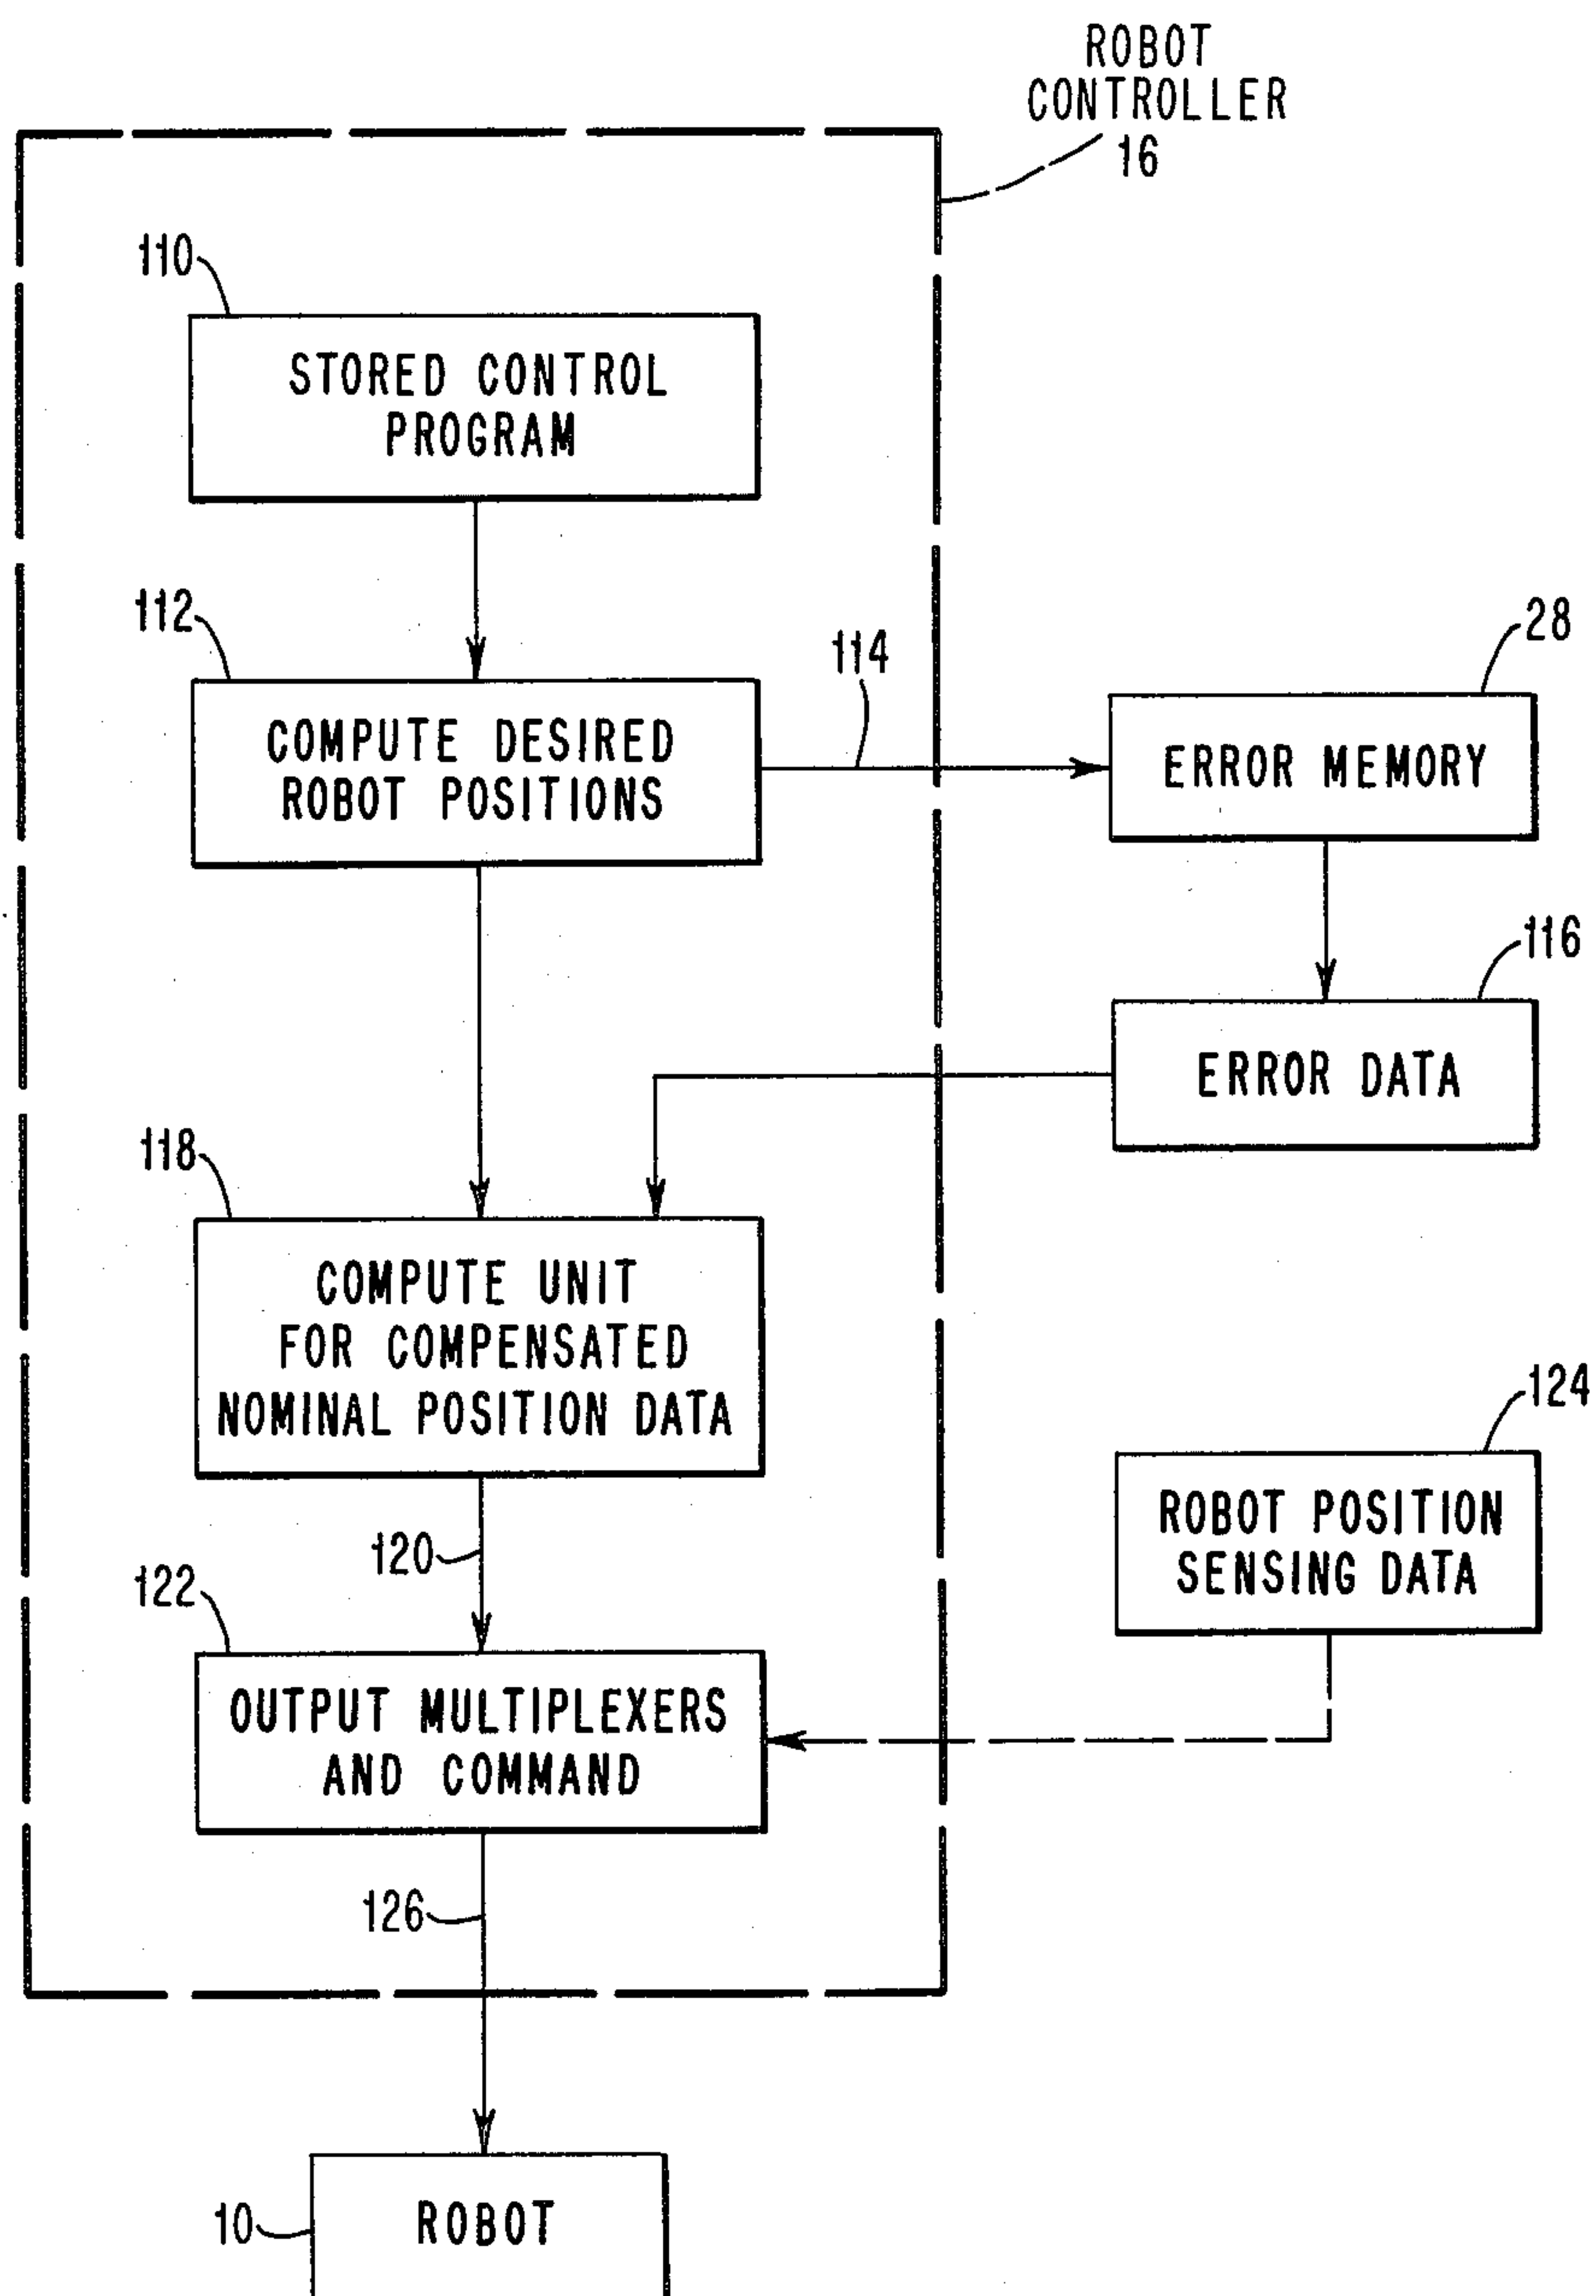 ROBOT
CONTROLLER
16
110
STORED CONTROL
PROGRAM
112
COMPUTE DESIRED
ROBOT POSITIONS
114
28
ERROR MEMORY
116
ERROR DATA
118
COMPUTE UNIT
FOR COMPENSATED
NOMINAL POSITION DATA
124
ROBOT POSITION
SENSING DATA
120
122
OUTPUT MULTIPLEXERS
AND COMMAND
126
10
ROBOT